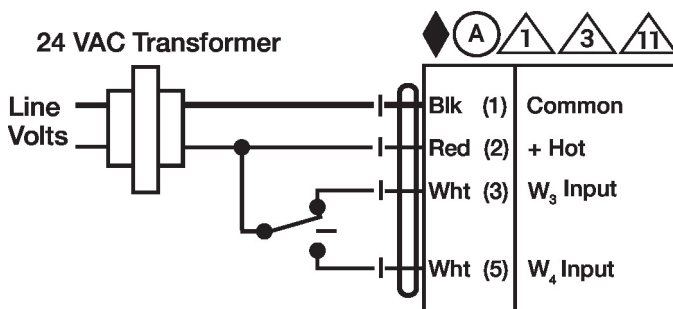 24 VAC Transformer
A 1 3 11
Line
Volts
Blk (1) Common
Red (2) + Hot
Wht (3) W₃ Input
Wht (5) W₄ Input